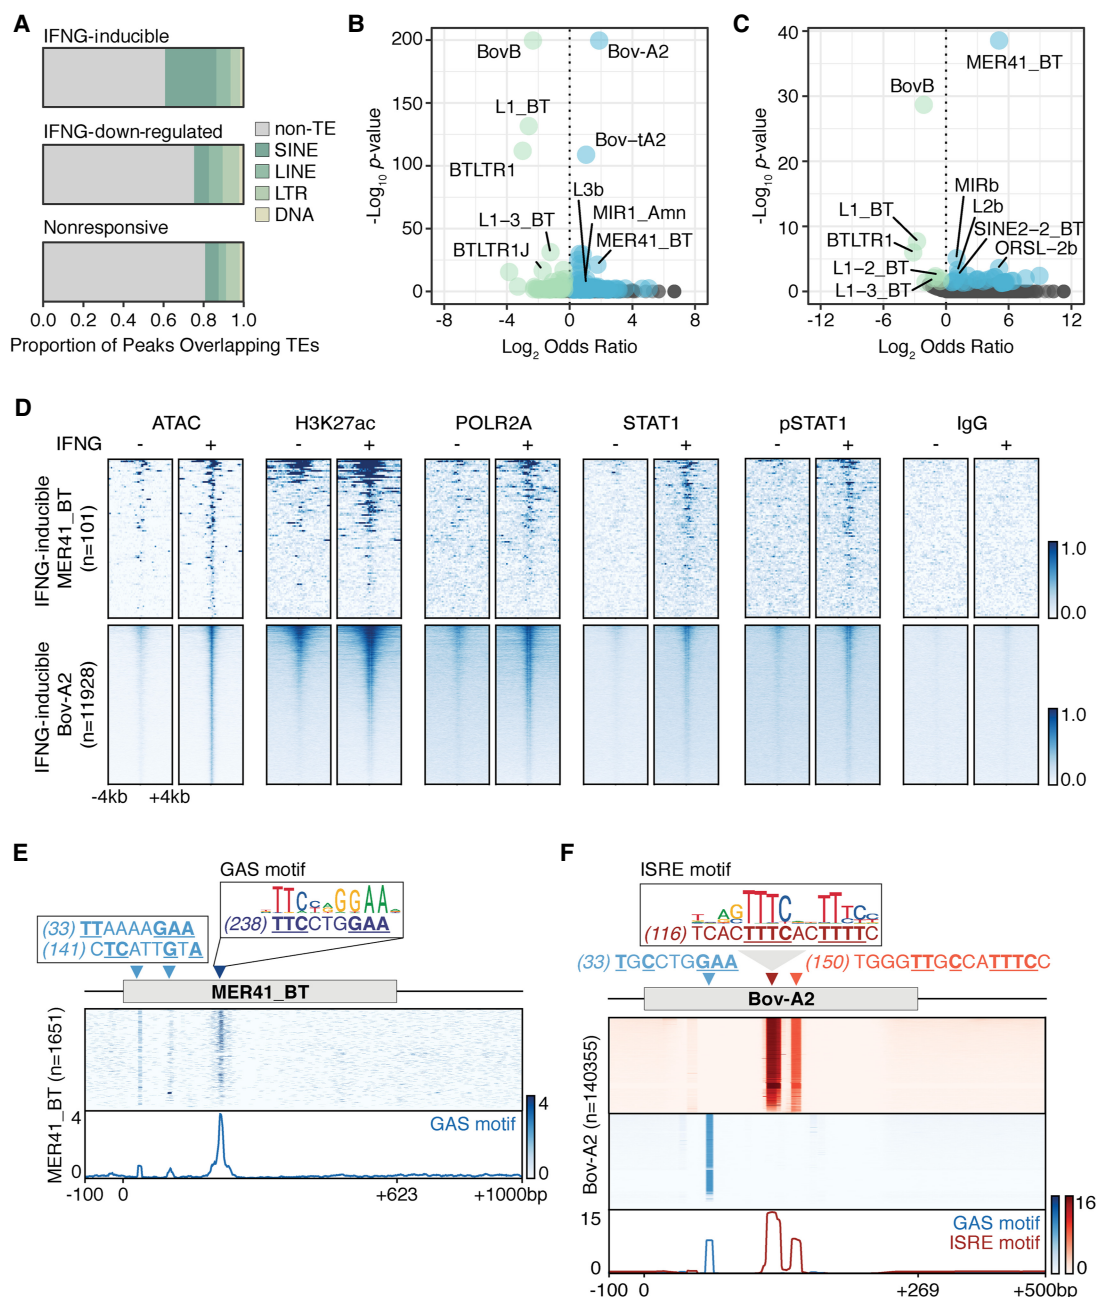 A
IFNG-inducible
IFNG-down-regulated
Nonresponsive
non-TE
SINE
LINE
LTR
DNA
0.0 0.2 0.4 0.6 0.8 1.0
Proportion of Peaks Overlapping TEs
B
-Log10 p-value
200
150
100
50
0
BovB
Bov-A2
L1_BT
Bov-tA2
BTLTR1
L3b
L1-3_BT
MIR1_Amn
BTLTR1J
MER41_BT
-8 -4 0 4 8
Log2 Odds Ratio
C
-Log10 p-value
40
30
20
10
0
MER41_BT
BovB
MIRb
L1_BT
L2b
BTLTR1
SINE2-2_BT
ORSL-2b
L1-2_BT
L1-3_BT
-12 -6 0 6 12
Log2 Odds Ratio
D
ATAC H3K27ac POLR2A STAT1 pSTAT1 IgG
IFNG - + - + - + - + - + - +
IFNG-inducible
MER41_BT
(n=101)
1.0
0.0
IFNG-inducible
Bov-A2
(n=11928)
1.0
0.0
-4kb +4kb
E
GAS motif
TTCCAGGAA
(238) TTCCTGGAA
(33) TTAAAAGAA
(141) CTCATTGTA
MER41_BT
MER41_BT (n=1651)
GAS motif
4
0
4
0
-100 0 +623 +1000bp
F
ISRE motif
(116) TCACTTTCACTTTTC
(33) TGCCTGGAA
(150) TGGGTTGCCATTTCC
Bov-A2
Bov-A2 (n=140355)
15
0
GAS motif
ISRE motif
16
0
-100 0 +269 +500bp